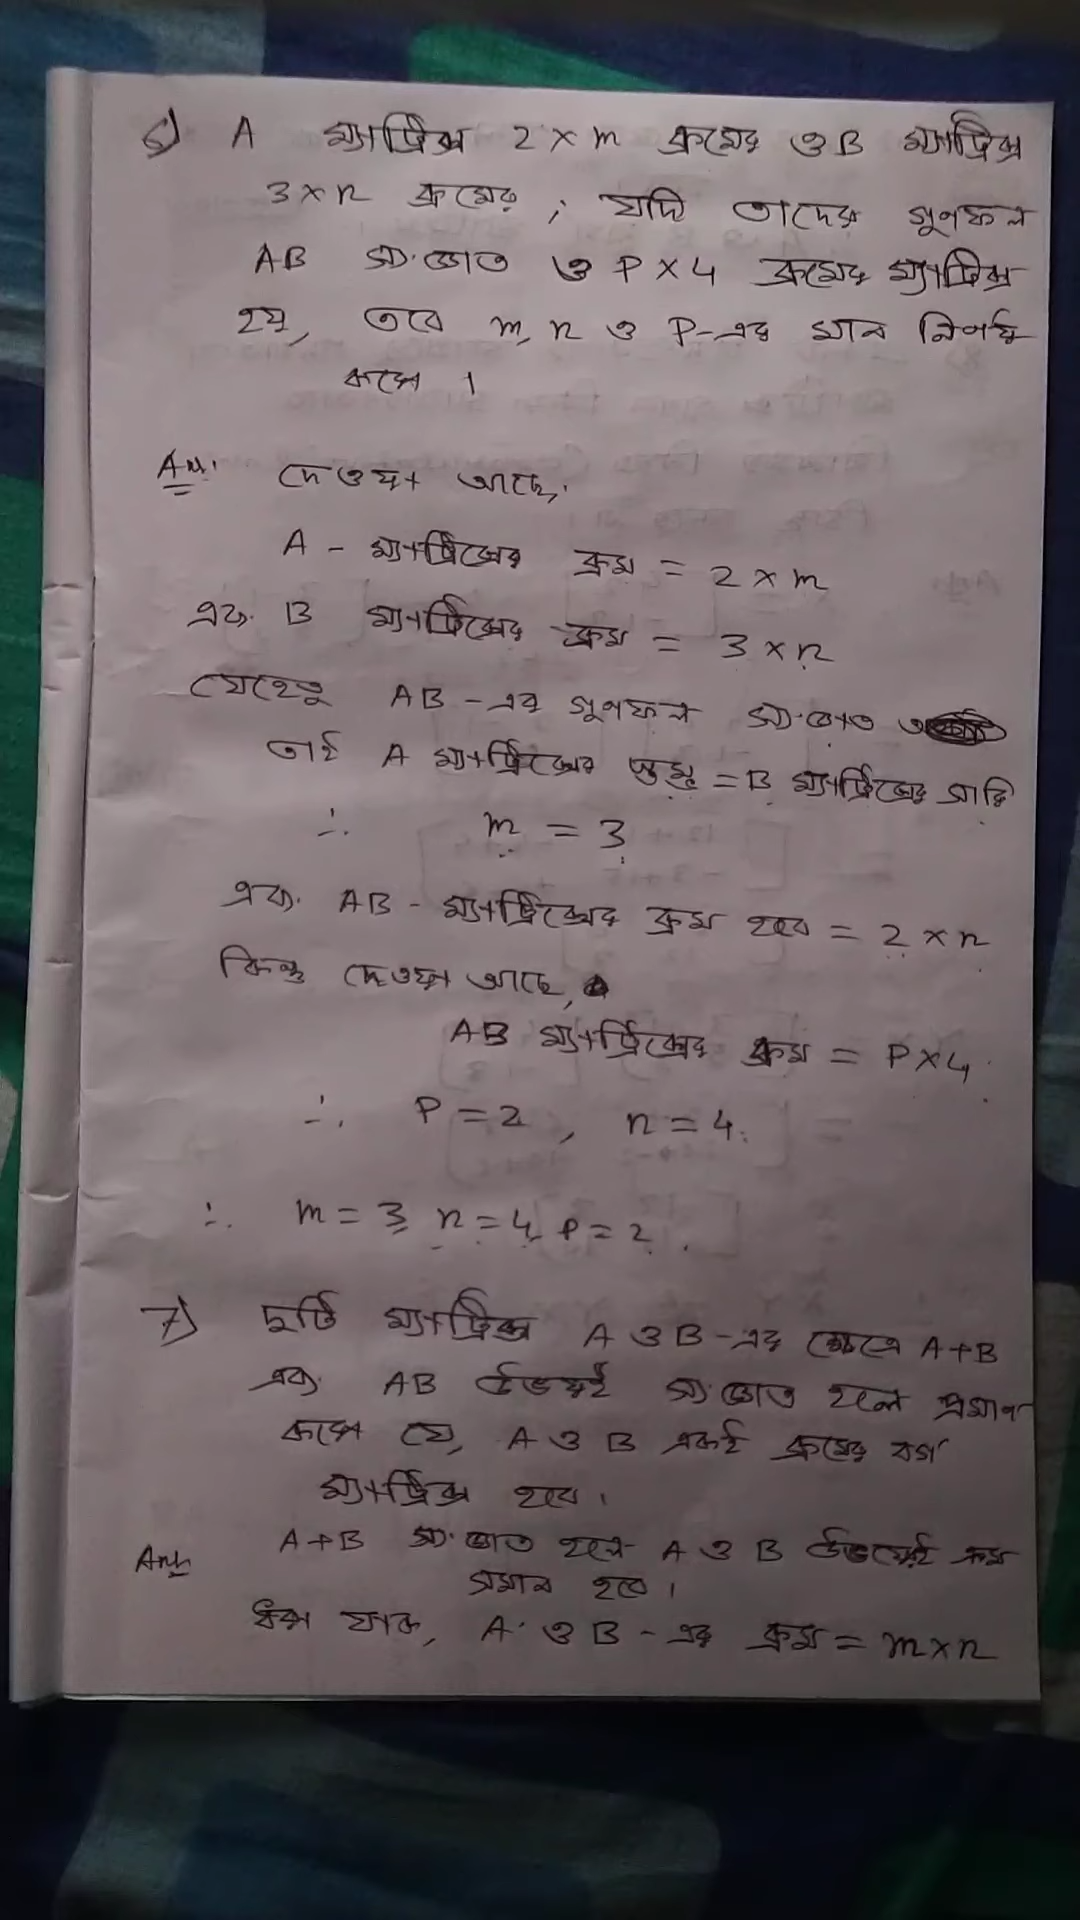 6) A ম্যাট্রিক্স 2 × m ক্রমের ও B ম্যাট্রিক্স
3 × n ক্রমের ; যদি তাদের গুণফল
AB সংজ্ঞাত ও P × 4 ক্রমের ম্যাট্রিক্স
হয়, তবে m, n ও P-এর মান নির্ণয়
করো ।
Ans: দেওয়া আছে,
A - ম্যাট্রিক্সের ক্রম = 2 × m
এবং B ম্যাট্রিক্সের ক্রম = 3 × n
যেহেতু AB - এর গুণফল সংজ্ঞাত
তাই A ম্যাট্রিক্সের স্তম্ভ = B ম্যাট্রিক্সের সারি
∴ m = 3
এবং AB - ম্যাট্রিক্সের ক্রম হবে = 2 × n
কিন্তু দেওয়া আছে,
AB ম্যাট্রিক্সের ক্রম = P × 4
∴ P = 2 , n = 4.
∴ m = 3, n = 4, P = 2 .
7) দুটি ম্যাট্রিক্স A ও B - এর ক্ষেত্রে A + B
এবং AB উভয়ই সংজ্ঞাত হলে প্রমাণ
করো যে, A ও B একই ক্রমের বর্গ
ম্যাট্রিক্স হবে ।
Ans A + B সংজ্ঞাত হলে A ও B উভয়েই ক্রম
সমান হবে ।
ধরা যাক, A ও B - এর ক্রম = m × n